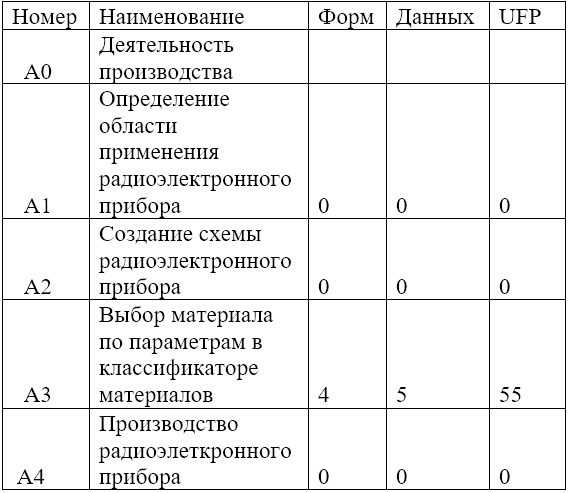 Номер Наименование Форм Данных UFP
Деятельность
A0 производства
Определение
области
применения
радиоэлектронного
A1 прибора 0 0 0
Создание схемы
радиоэлектронного
A2 прибора 0 0 0
Выбор материала
по параметрам в
классификаторе
A3 материалов 4 5 55
Производство
радиоэлеткронного
A4 прибора 0 0 0